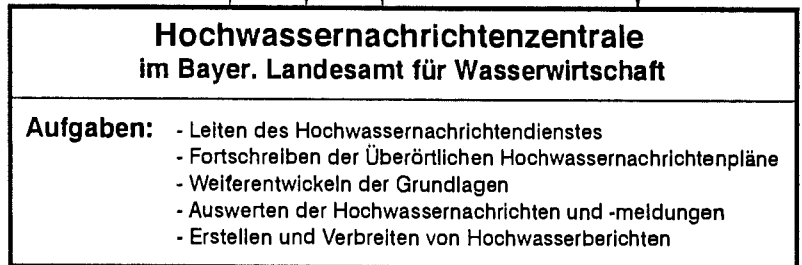 Hochwassernachrichtenzentrale
im Bayer. Landesamt für Wasserwirtschaft
Aufgaben: - Leiten des Hochwassernachrichtendienstes
- Fortschreiben der Überörtlichen Hochwassernachrichtenpläne
- Weiterentwickeln der Grundlagen
- Auswerten der Hochwassernachrichten und -meldungen
- Erstellen und Verbreiten von Hochwasserberichten